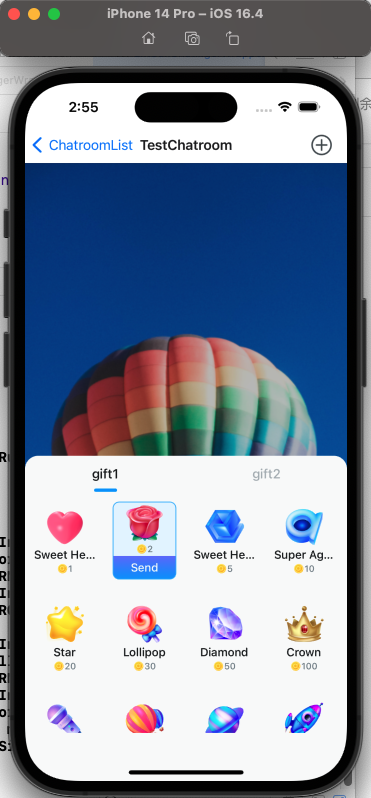 iPhone 14 Pro – iOS 16.4
2:55
ChatroomList TestChatroom
gift1 gift2
2
Sweet He... Send Sweet He... Super Ag...
1 5 10
Star Lollipop Diamond Crown
20 30 50 100